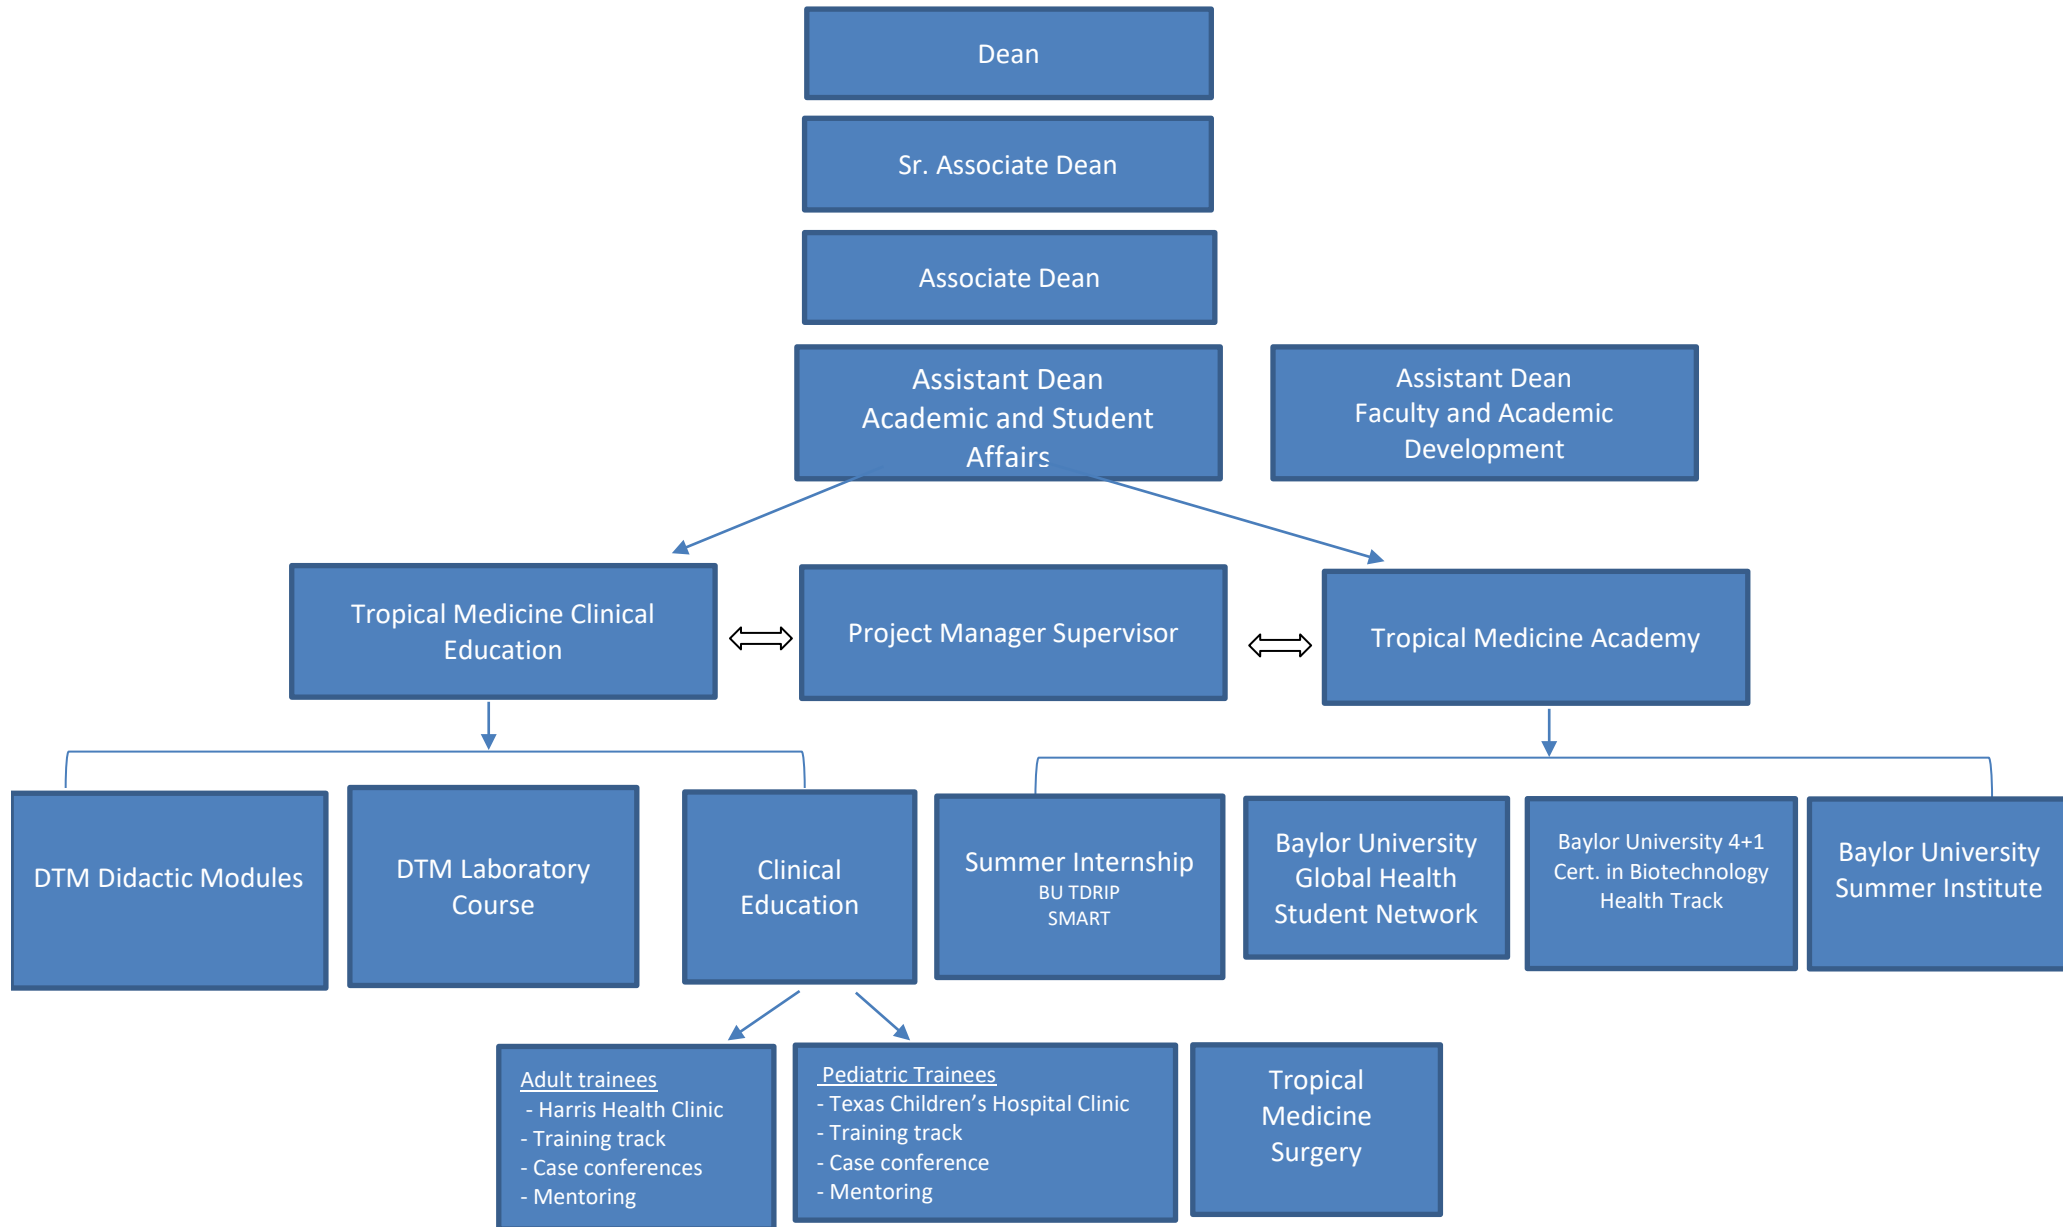 Dean
Sr. Associate Dean
Associate Dean
Assistant Dean
Academic and Student
Affairs
Assistant Dean
Faculty and Academic
Development
Tropical Medicine Clinical
Education
Project Manager Supervisor
Tropical Medicine Academy
DTM Didactic Modules
DTM Laboratory
Course
Clinical
Education
Summer Internship
BU TDRIP
SMART
Baylor University
Global Health
Student Network
Baylor University 4+1
Cert. in Biotechnology
Health Track
Baylor University
Summer Institute
Adult trainees
- Harris Health Clinic
- Training track
- Case conferences
- Mentoring
Pediatric Trainees
- Texas Children’s Hospital Clinic
- Training track
- Case conference
- Mentoring
Tropical
Medicine
Surgery